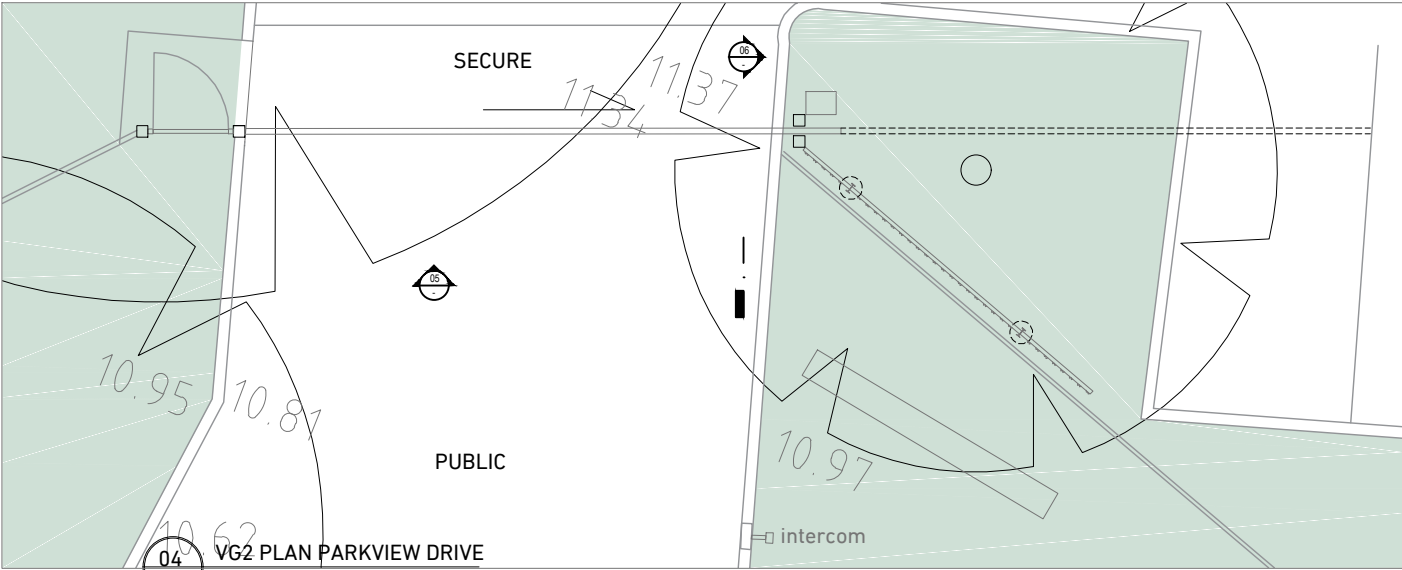 SECURE
06
-
11.37
11.34
05
-
10.95
10.81
PUBLIC
10.97
intercom
10.62
04 VG2 PLAN PARKVIEW DRIVE